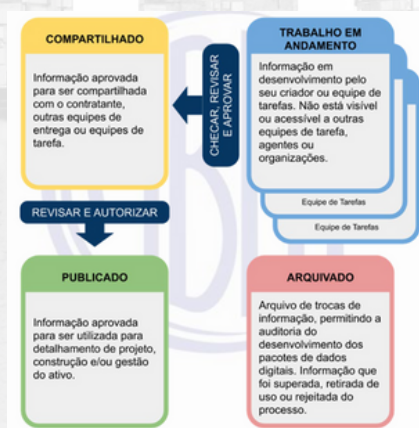 COMPARTILHADO
Informação aprovada
para ser compartilhada
com o contratante,
outras equipes de
entrega ou equipes de
tarefa.
CHECAR, REVISAR
E APROVAR
TRABALHO EM
ANDAMENTO
Informação em
desenvolvimento pelo
seu criador ou equipe de
tarefas. Não está visível
ou acessível a outras
equipes de tarefa,
agentes ou
organizações.
Equipe de Tarefas
Equipe de Tarefas
REVISAR E AUTORIZAR
PUBLICADO
Informação aprovada
para ser utilizada para
detalhamento de projeto,
construção e/ou gestão
do ativo.
ARQUIVADO
Arquivo de trocas de
informação, permitindo a
auditoria do
desenvolvimento dos
pacotes de dados
digitais. Informação que
foi superada, retirada de
uso ou rejeitada do
processo.